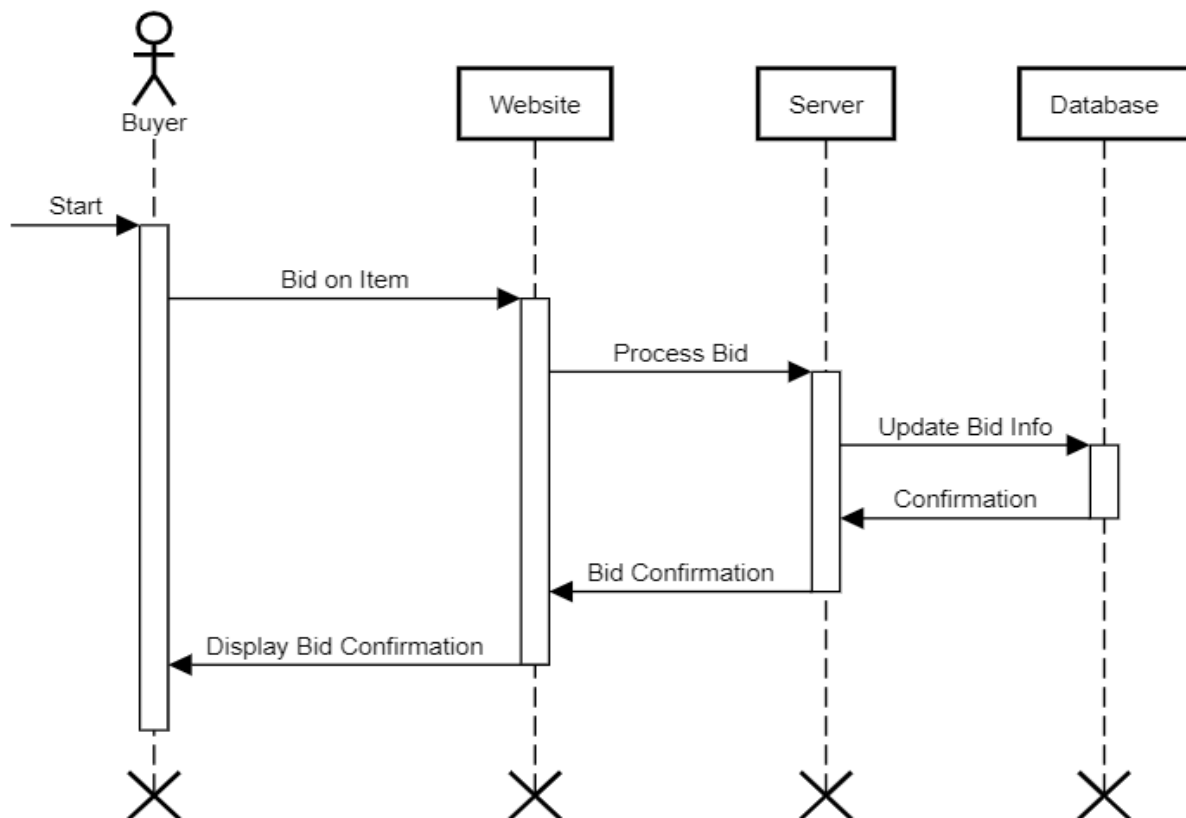 Buyer
Website
Server
Database
Start
Bid on Item
Process Bid
Update Bid Info
Confirmation
Bid Confirmation
Display Bid Confirmation